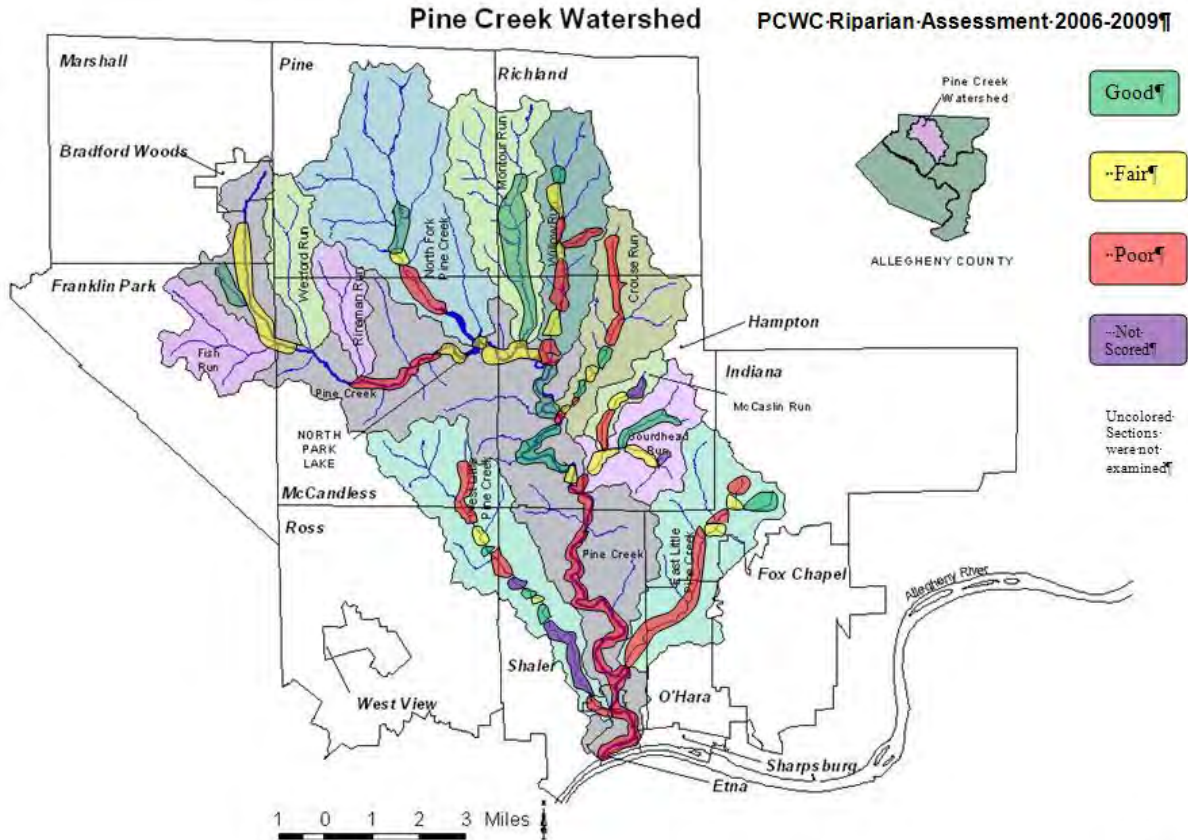 Pine Creek Watershed
PCWC·Riparian·Assessment·2006-2009¶
Marshall
Pine
Richland
Pine Creek
Watershed
Good¶
Bradford Woods
Montour Run
··Fair¶
Wexford Run
North Fork
Pine Creek
Crouse Run
··Poor¶
ALLEGHENY COUNTY
Franklin Park
Rinaman Run
Hampton
Fish
Run
···Not·
Scored¶
Indiana
Pine Creek
McCaslin Run
NORTH
PARK
LAKE
Run
Uncolored·
Sections·
were·not·
examined¶
McCandless
Pine Creek
Ross
Pine Creek
East Little
Creek
Fox Chapel
Allegheny River
Shaler
West View
O'Hara
Sharpsburg
Etna
1 0 1 2 3 Miles